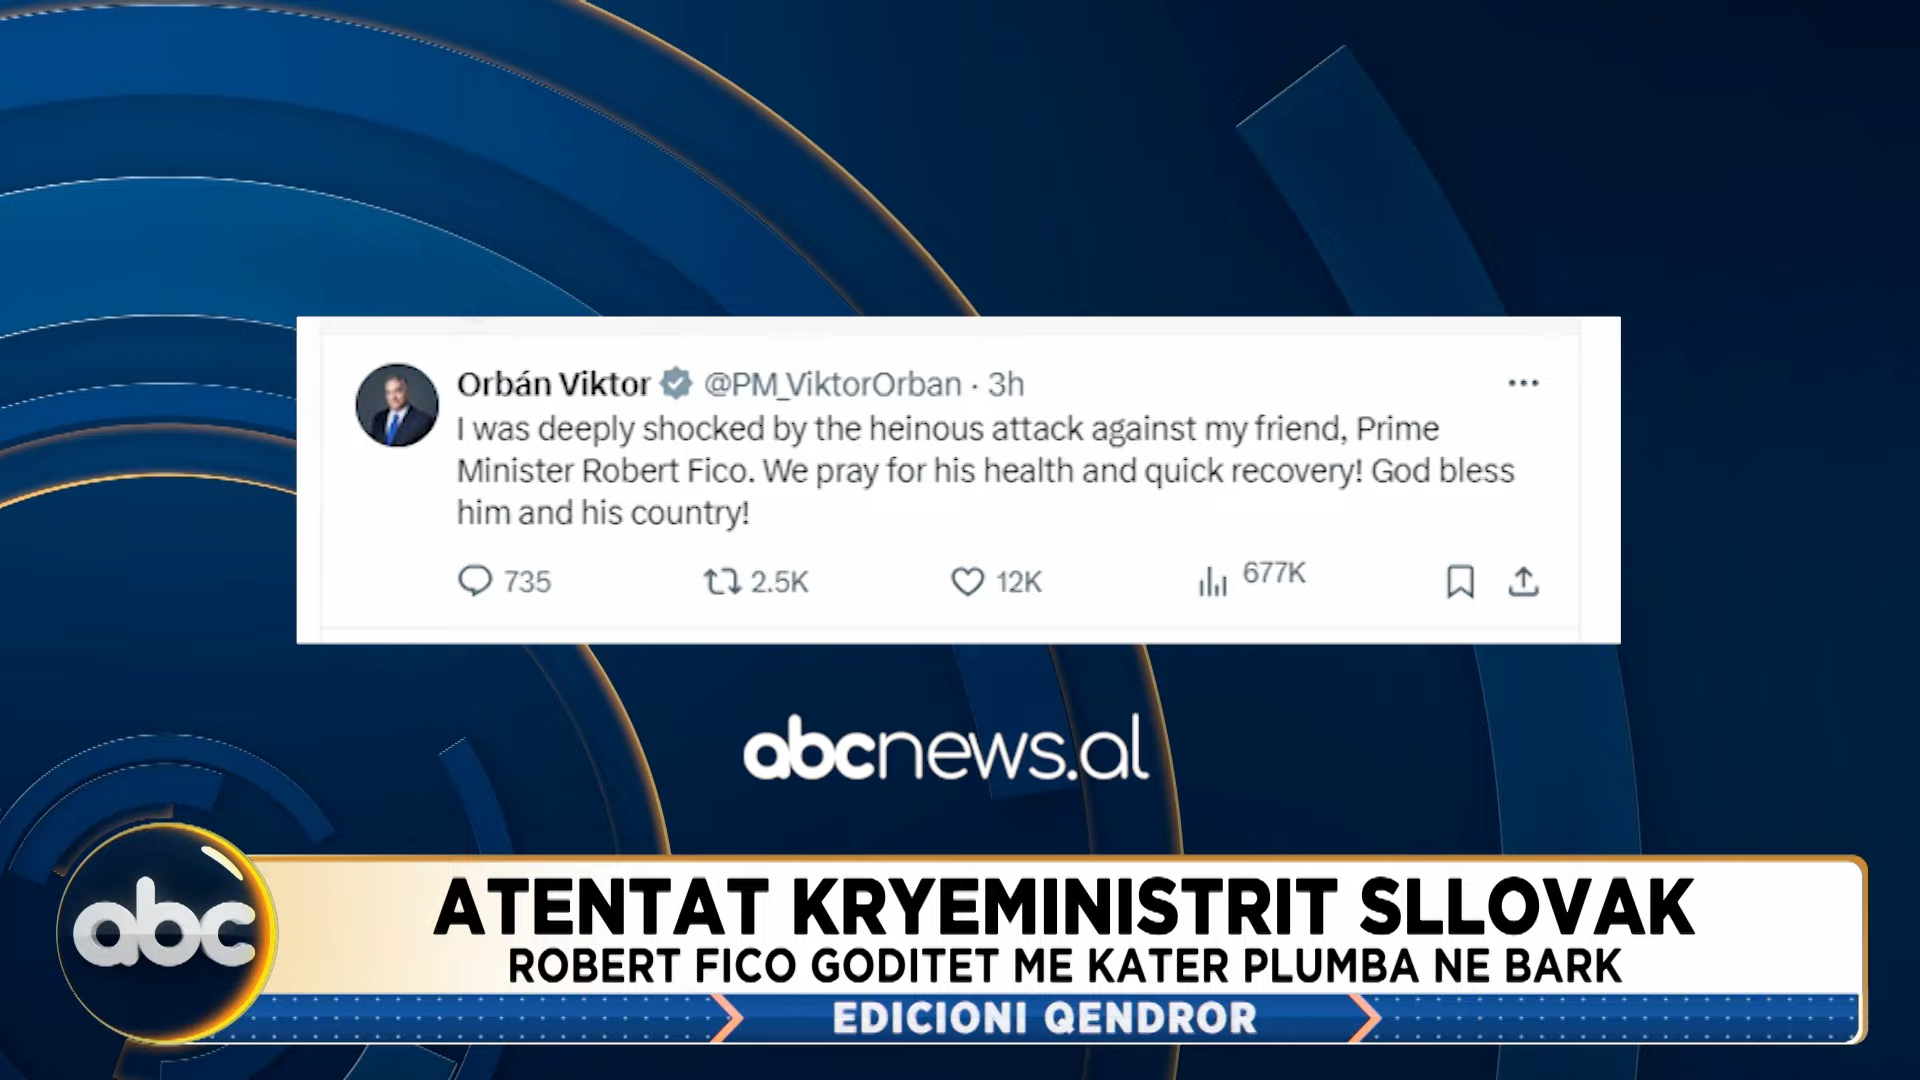 Orbán Viktor @PM_ViktorOrban · 3h
I was deeply shocked by the heinous attack against my friend, Prime
Minister Robert Fico. We pray for his health and quick recovery! God bless
him and his country!
735 2.5K 12K 677K
abcnews.al
abc
ATENTAT KRYEMINISTRIT SLLOVAK
ROBERT FICO GODITET ME KATER PLUMBA NE BARK
EDICIONI QENDROR